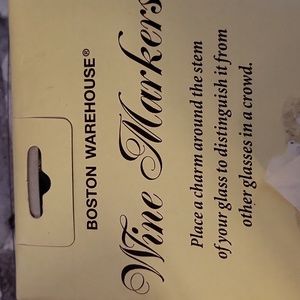 BOSTON WAREHOUSE®
Wine Markers
Place a charm around the stem
of your glass to distinguish it from
other glasses in a crowd.